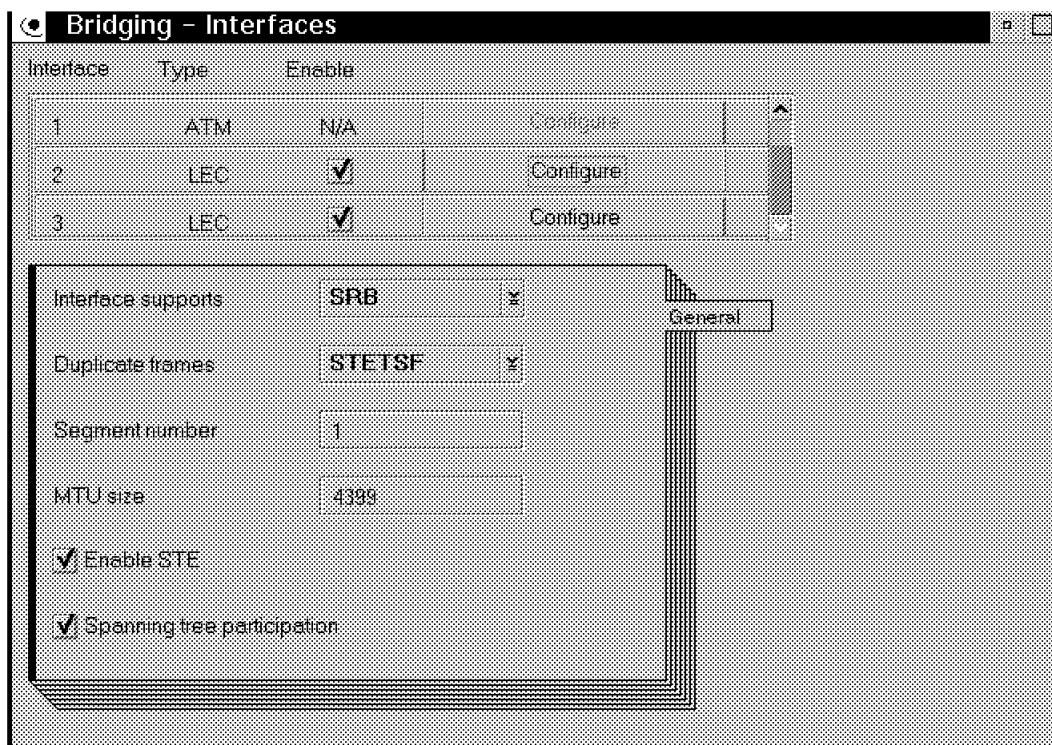 Bridging - Interfaces
Interface Type Enable
1 ATM N/A Configure
2 LEC Configure
3 LEC Configure
Interface supports SRB
General
Duplicate frames STETSF
Segment number 1
MTU size 4399
Enable STE
Spanning tree participation